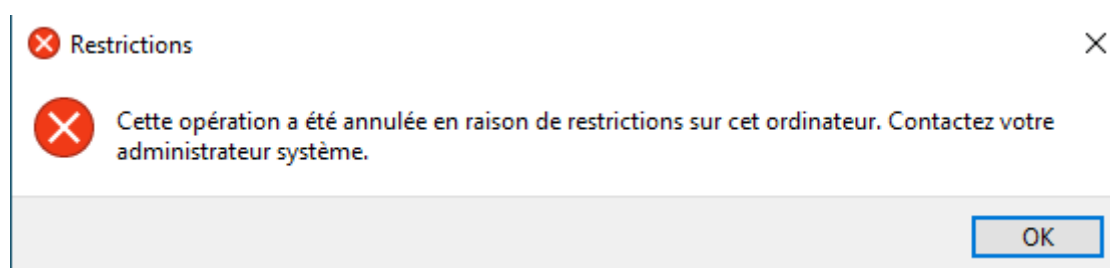 Restrictions
Cette opération a été annulée en raison de restrictions sur cet ordinateur. Contactez votre
administrateur système.
OK